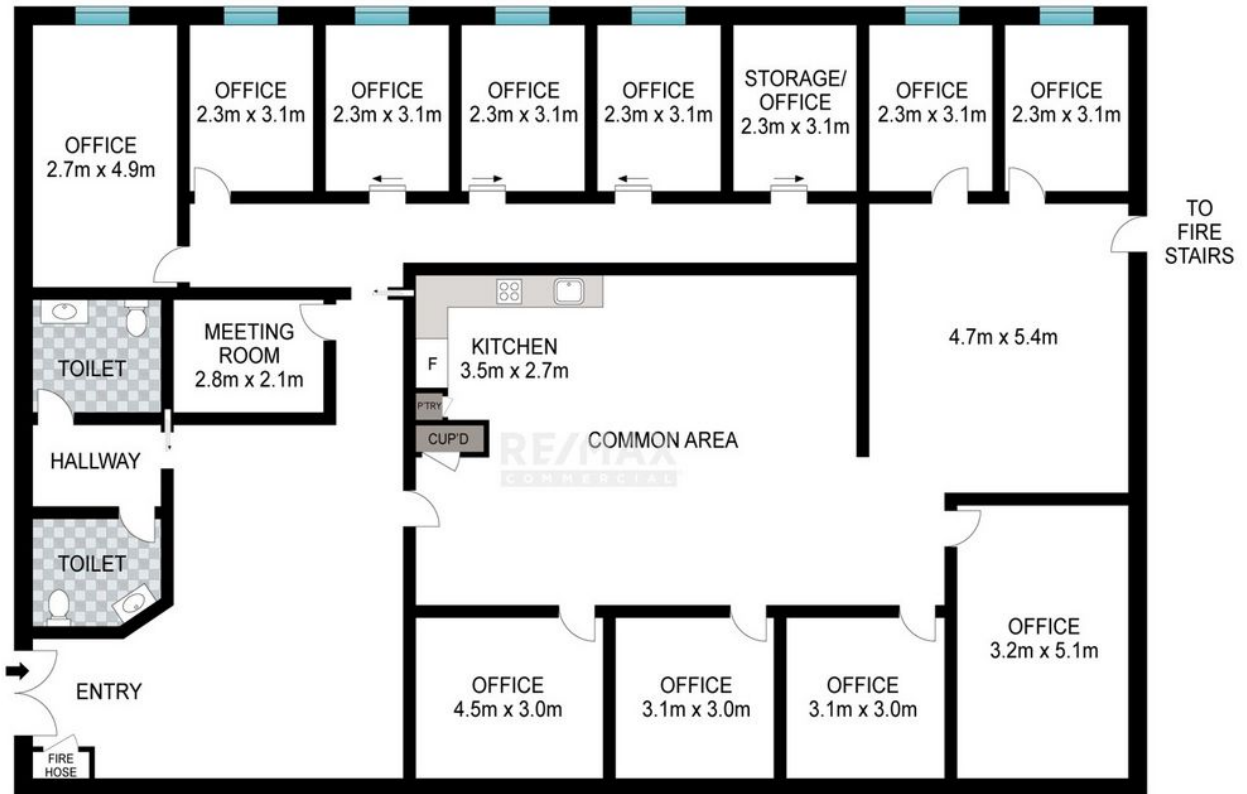 OFFICE
2.7m x 4.9m
OFFICE
2.3m x 3.1m
OFFICE
2.3m x 3.1m
OFFICE
2.3m x 3.1m
OFFICE
2.3m x 3.1m
STORAGE/
OFFICE
2.3m x 3.1m
OFFICE
2.3m x 3.1m
OFFICE
2.3m x 3.1m
TO
FIRE
STAIRS
TOILET
MEETING
ROOM
2.8m x 2.1m
KITCHEN
3.5m x 2.7m
F
P'TRY
CUP'D
COMMON AREA
RE/MAX
COMMERCIAL
4.7m x 5.4m
HALLWAY
TOILET
ENTRY
FIRE
HOSE
OFFICE
4.5m x 3.0m
OFFICE
3.1m x 3.0m
OFFICE
3.1m x 3.0m
OFFICE
3.2m x 5.1m